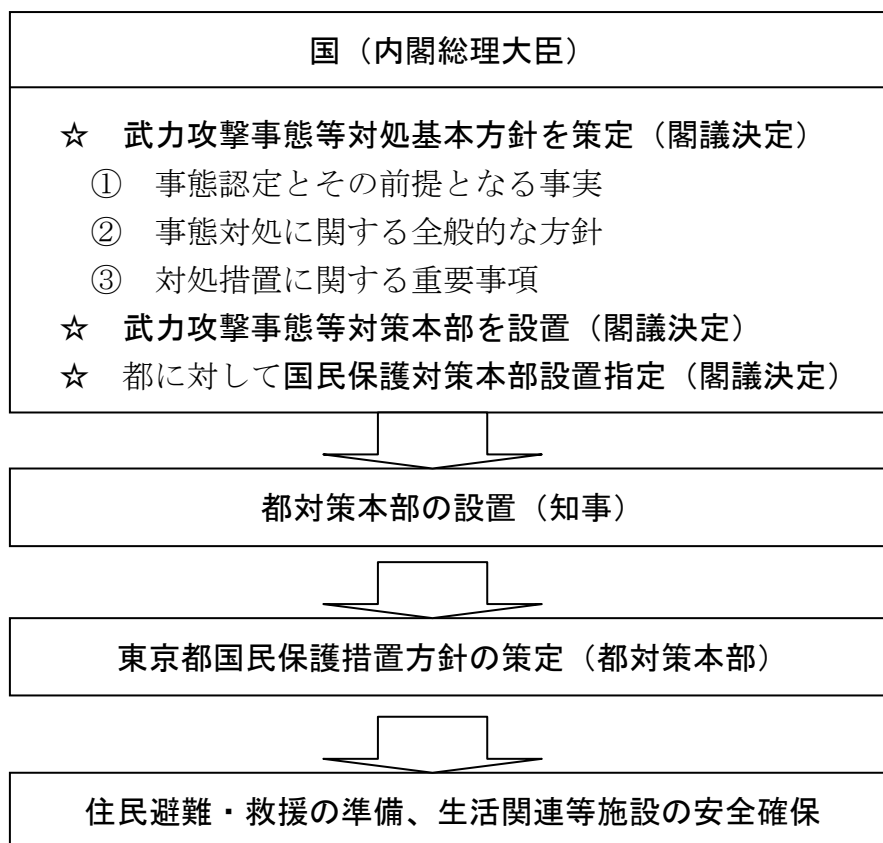 国（内閣総理大臣）
☆　武力攻撃事態等対処基本方針を策定（閣議決定）
①　事態認定とその前提となる事実
②　事態対処に関する全般的な方針
③　対処措置に関する重要事項
☆　武力攻撃事態等対策本部を設置（閣議決定）
☆　都に対して国民保護対策本部設置指定（閣議決定）
都対策本部の設置（知事）
東京都国民保護措置方針の策定（都対策本部）
住民避難・救援の準備、生活関連等施設の安全確保